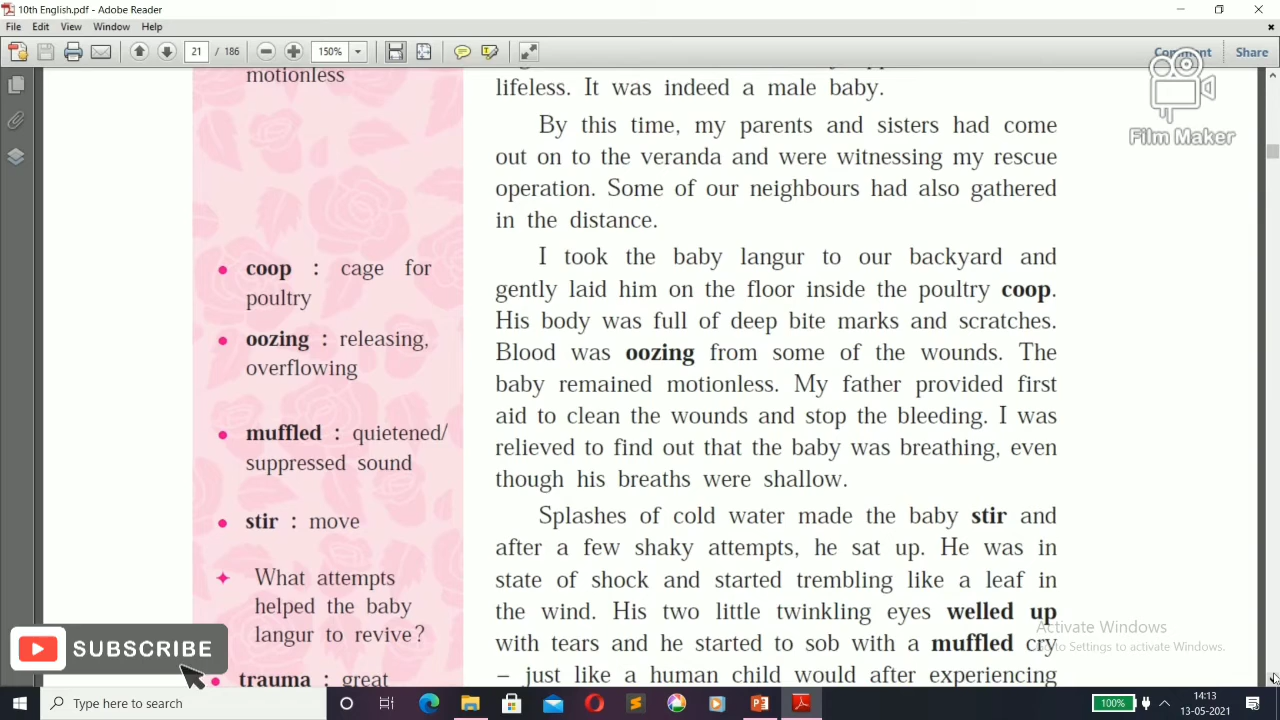 10th English.pdf - Adobe Reader
File Edit View Window Help
21 / 186 150% Comment Share
Film Maker
motionless
coop : cage for
poultry
oozing : releasing,
overflowing
muffled : quietened/
suppressed sound
stir : move
What attempts
helped the baby
langur to revive?
trauma : great
lifeless. It was indeed a male baby.
By this time, my parents and sisters had come
out on to the veranda and were witnessing my rescue
operation. Some of our neighbours had also gathered
in the distance.
I took the baby langur to our backyard and
gently laid him on the floor inside the poultry coop.
His body was full of deep bite marks and scratches.
Blood was oozing from some of the wounds. The
baby remained motionless. My father provided first
aid to clean the wounds and stop the bleeding. I was
relieved to find out that the baby was breathing, even
though his breaths were shallow.
Splashes of cold water made the baby stir and
after a few shaky attempts, he sat up. He was in
state of shock and started trembling like a leaf in
the wind. His two little twinkling eyes welled up
with tears and he started to sob with a muffled cry
– just like a human child would after experiencing
Activate Windows
Go to Settings to activate Windows.
SUBSCRIBE
Type here to search
100%
14:13
13-05-2021